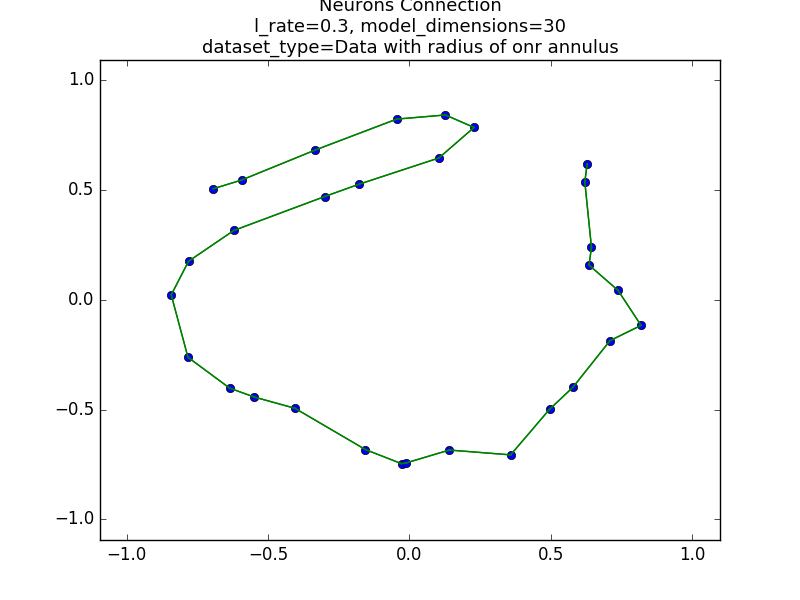 Neurons Connection
l_rate=0.3, model_dimensions=30
dataset_type=Data with radius of onr annulus
1.0
0.5
0.0
−0.5
−1.0
−1.0 −0.5 0.0 0.5 1.0